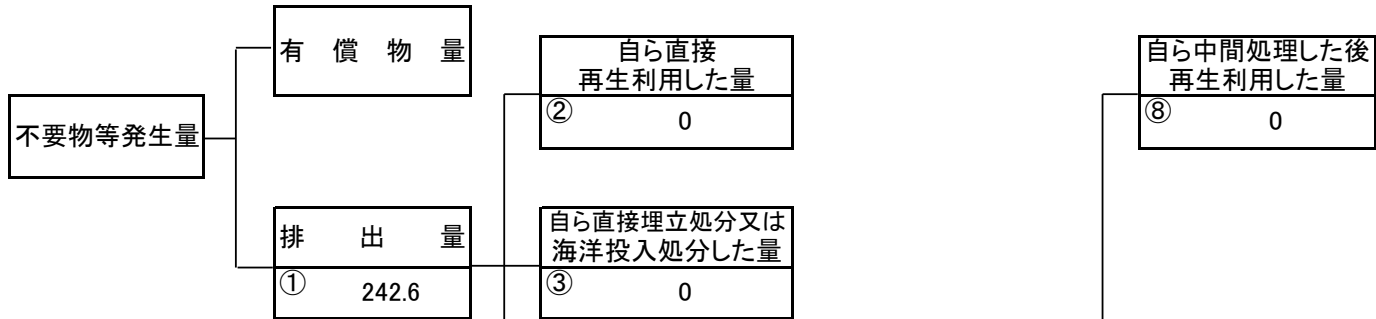 有 償 物 量
自ら直接
再生利用した量
② 0
自ら中間処理した後
再生利用した量
⑧ 0
不要物等発生量
排 出 量
① 242.6
自ら直接埋立処分又は
海洋投入処分した量
③ 0